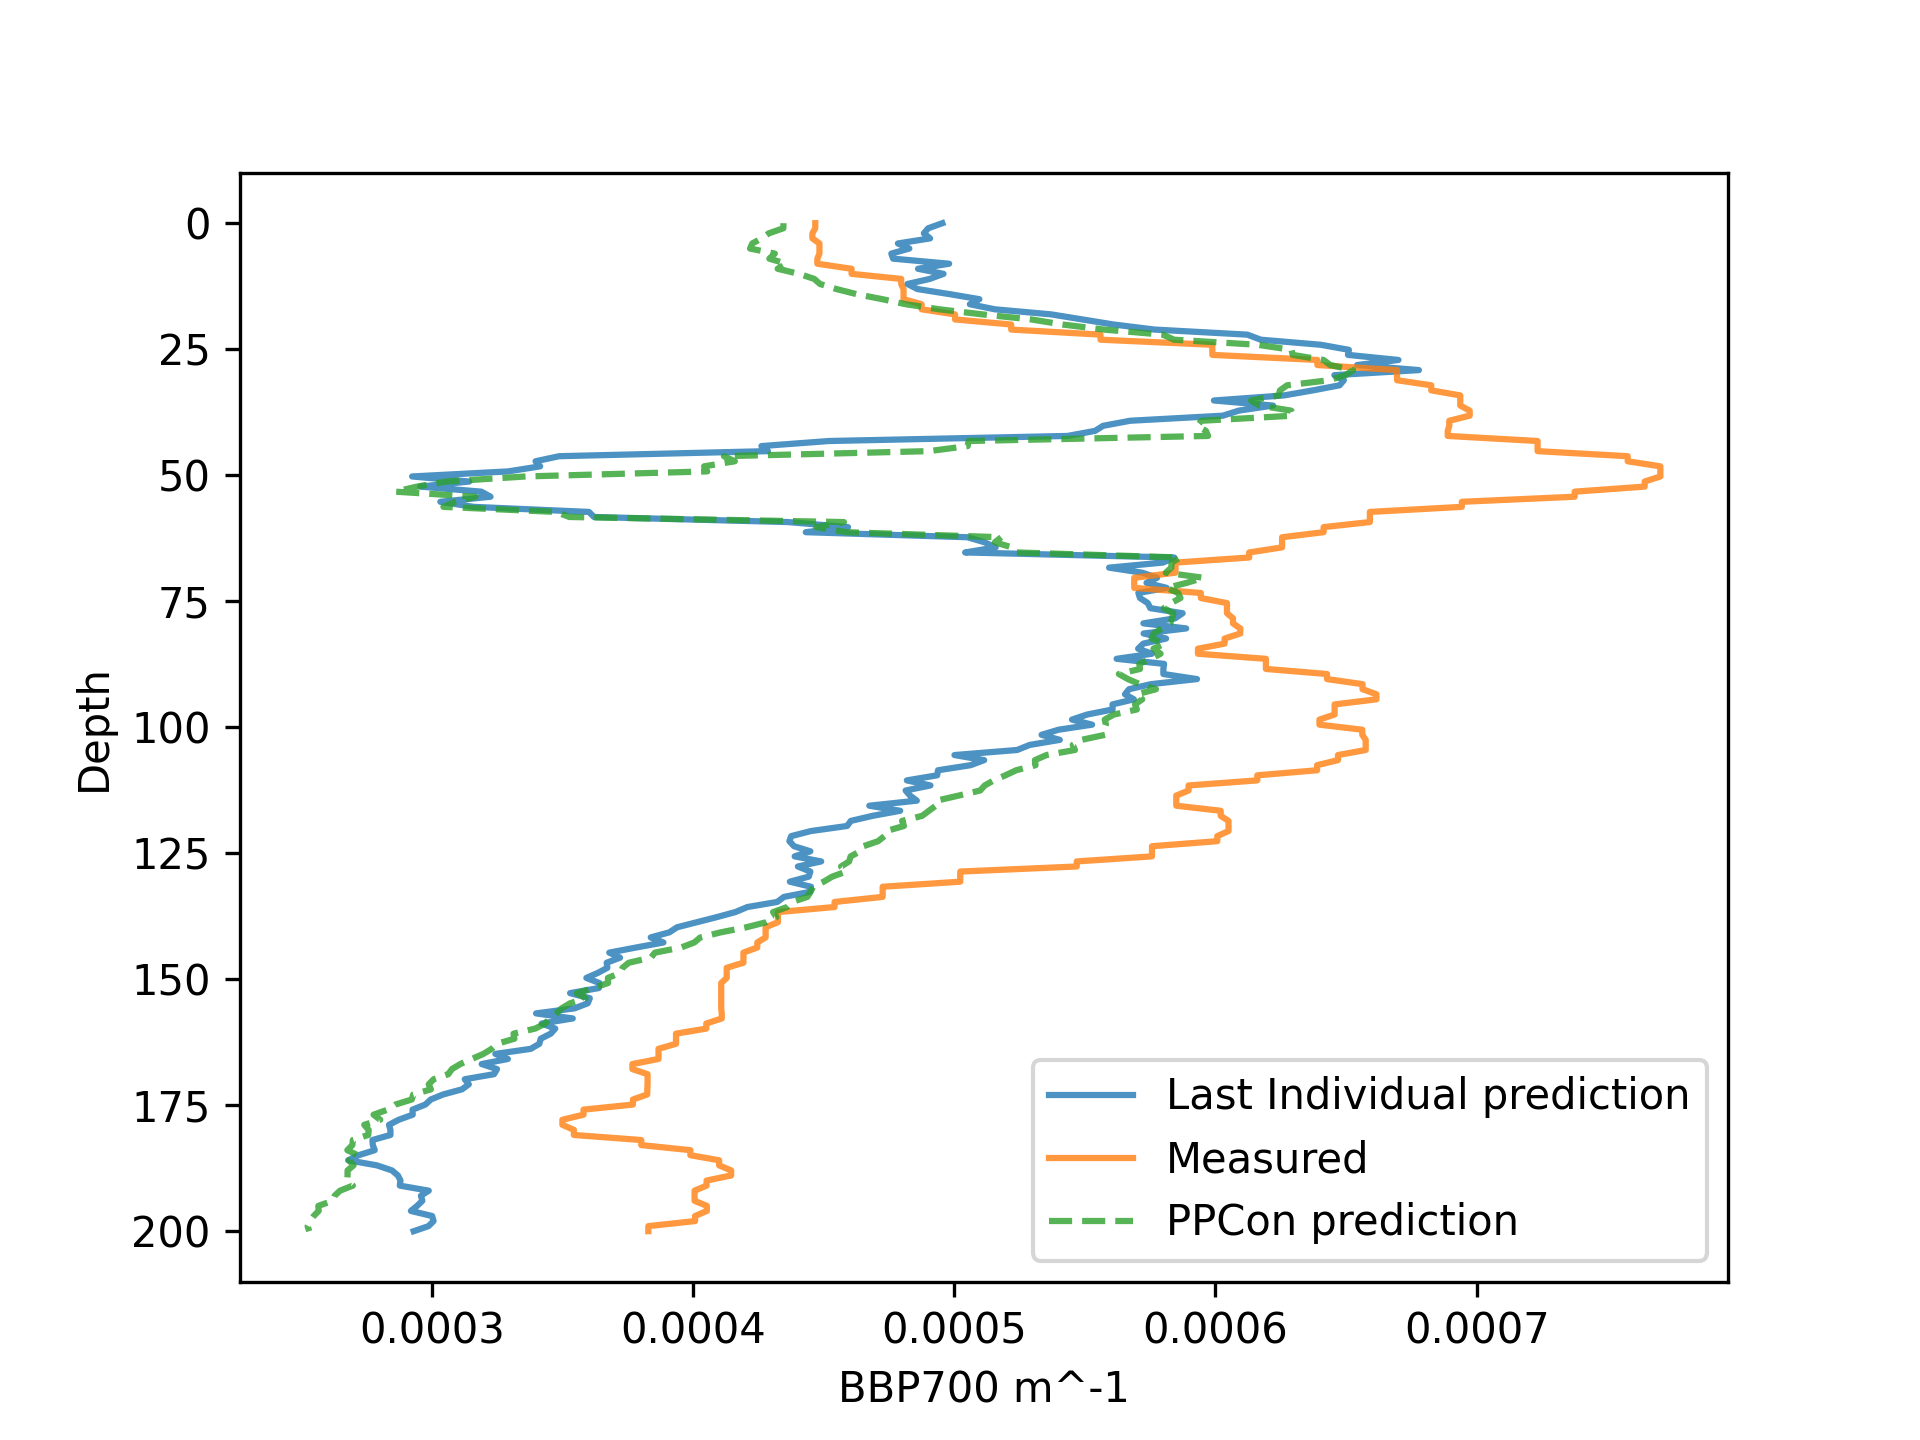 0
25
50
75
100
125
150
175
200
Depth
0.0003 0.0004 0.0005 0.0006 0.0007
BBP700 m^-1
Last Individual prediction
Measured
PPCon prediction